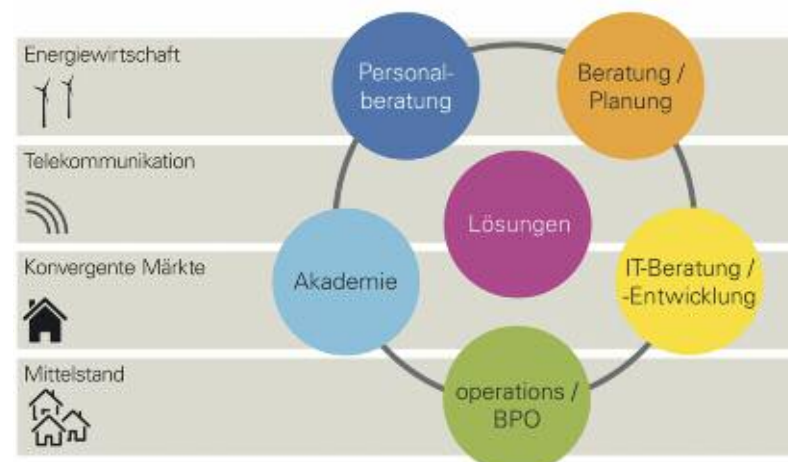 Energiewirtschaft
Telekommunikation
Konvergente Märkte
Mittelstand
Personal-
beratung
Beratung /
Planung
Lösungen
Akademie
IT-Beratung /
-Entwicklung
operations /
BPO